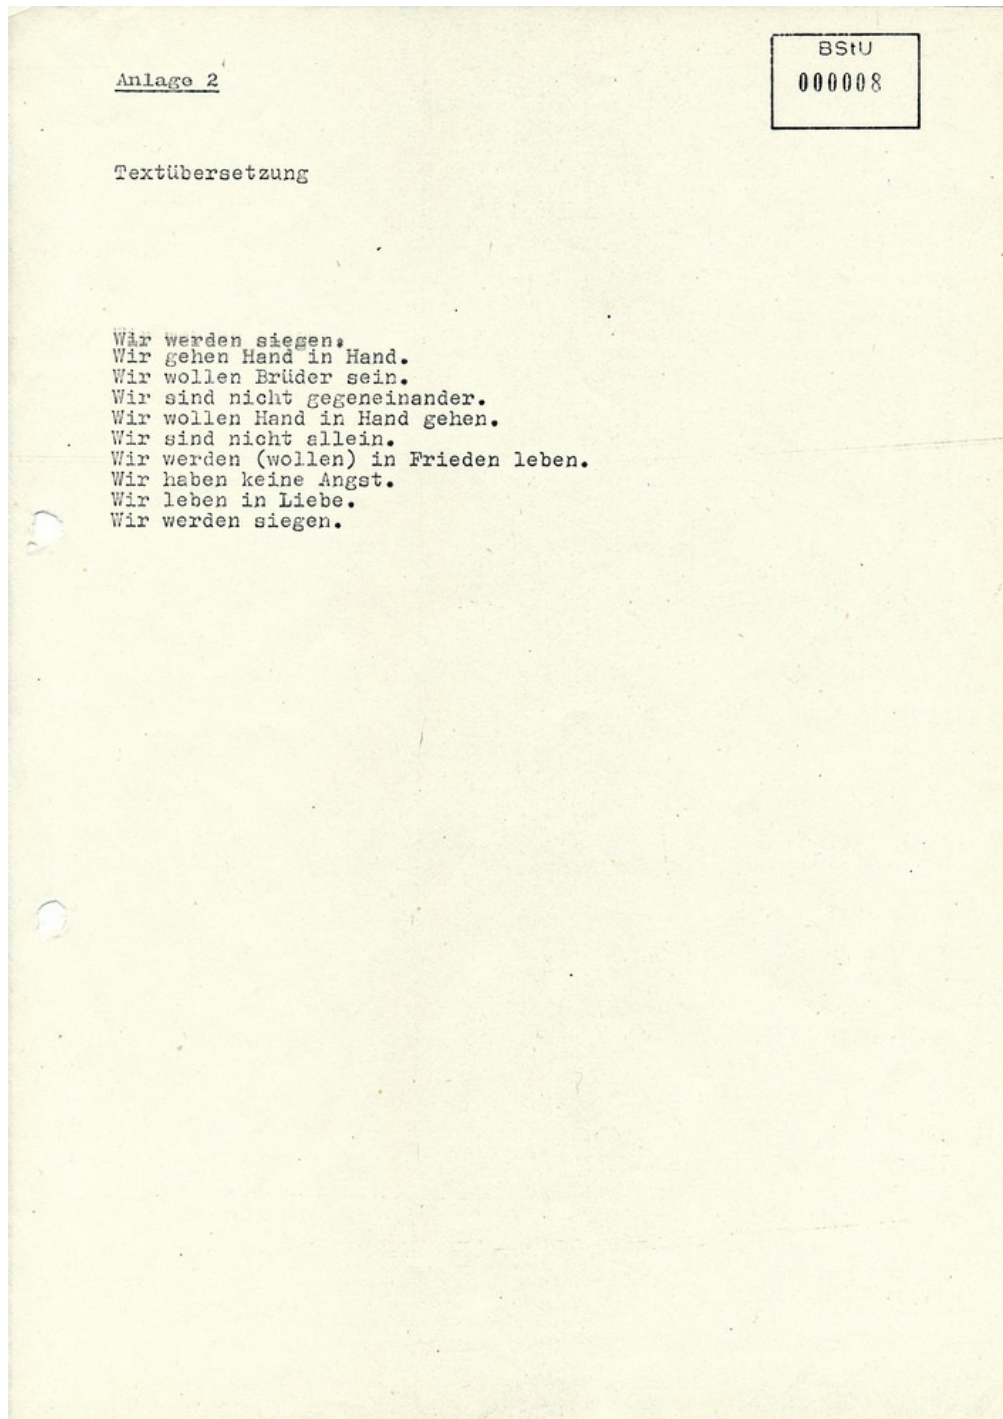 BStU
000008
Anlage 2
Textübersetzung
Wir werden siegen.
Wir gehen Hand in Hand.
Wir wollen Brüder sein.
Wir sind nicht gegeneinander.
Wir wollen Hand in Hand gehen.
Wir sind nicht allein.
Wir werden (wollen) in Frieden leben.
Wir haben keine Angst.
Wir leben in Liebe.
Wir werden siegen.